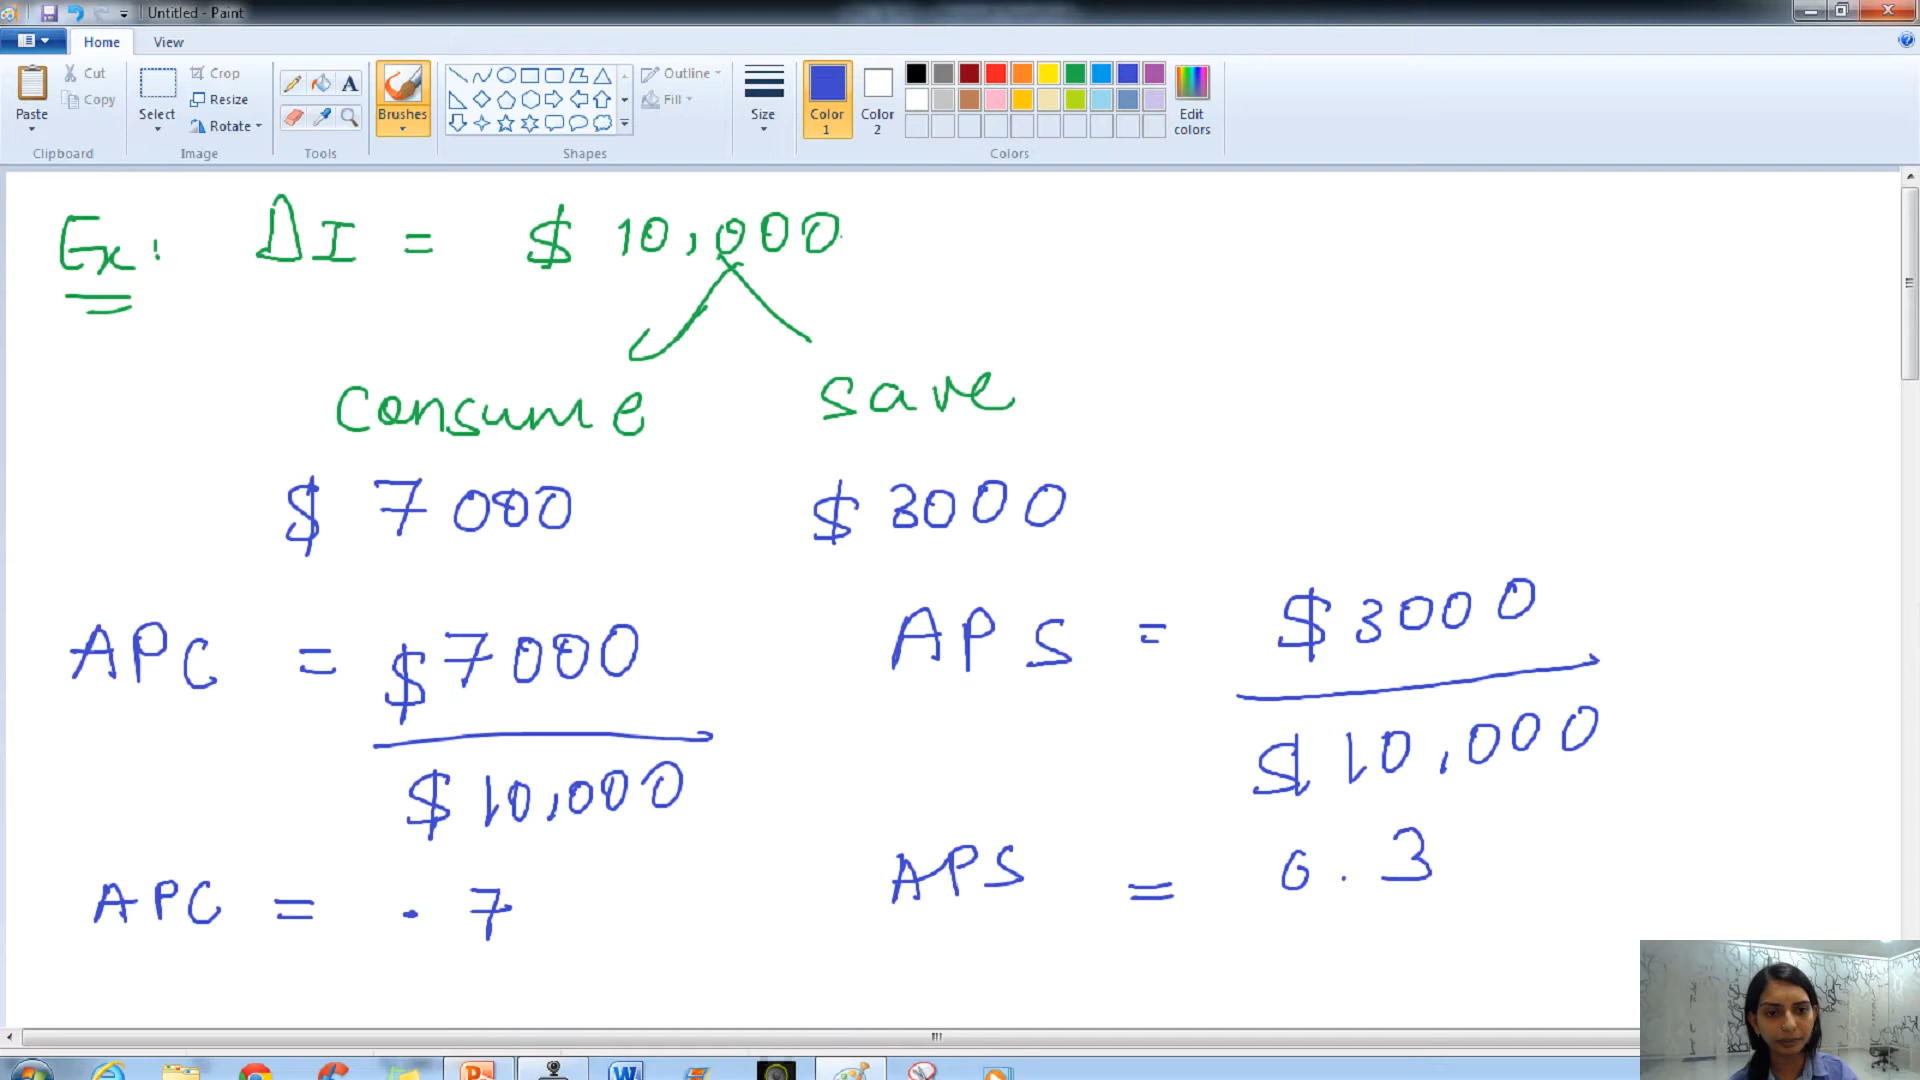 Untitled - Paint
Home View
Paste Cut Copy Select Crop Resize Rotate Brushes Outline Fill Size Color 1 Color 2 Edit colors
Clipboard Image Tools Shapes Colors
Ex: ΔI = $ 10,000
Consume Save
$ 7000 $ 3000
APC = $7000 / $10,000
APS = $3000 / $10,000
APC = .7
APS = 0.3